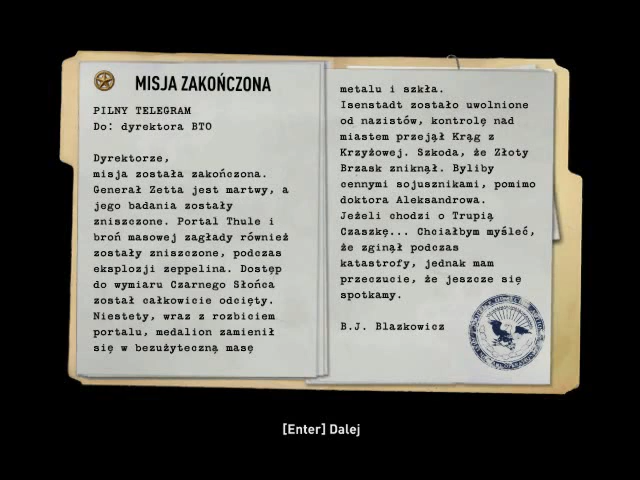 MISJA ZAKOŃCZONA
PILNY TELEGRAM
Do: dyrektora BTO
Dyrektorze,
misja została zakończona.
Generał Zetta jest martwy, a
jego badania zostały
zniszczone. Portal Thule i
broń masowej zagłady również
zostały zniszczone, podczas
eksplozji zeppelina. Dostęp
do wymiaru Czarnego Słońca
został całkowicie odcięty.
Niestety, wraz z rozbiciem
portalu, medalion zamienił
się w bezużyteczną masę
metalu i szkła.
Isenstadt zostało uwolnione
od nazistów, kontrolę nad
miastem przejął Krąg z
Krzyżowej. Szkoda, że Złoty
Brzask zniknął. Byliby
cennymi sojusznikami, pomimo
doktora Aleksandrowa.
Jeżeli chodzi o Trupią
Czaszkę... Chciałbym myśleć,
że zginął podczas
katastrofy, jednak mam
przeczucie, że jeszcze się
spotkamy.
B.J. Blazkowicz
[Enter] Dalej